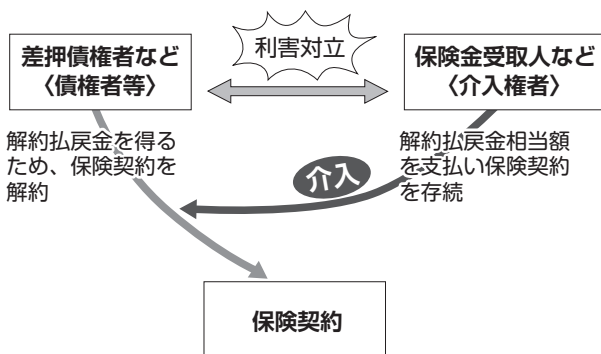 差押債権者など
〈債権者等〉
利害対立
保険金受取人など
〈介入権者〉
解約払戻金を得る
ため、保険契約を
解約
介入
解約払戻金相当額
を支払い保険契約
を存続
保険契約